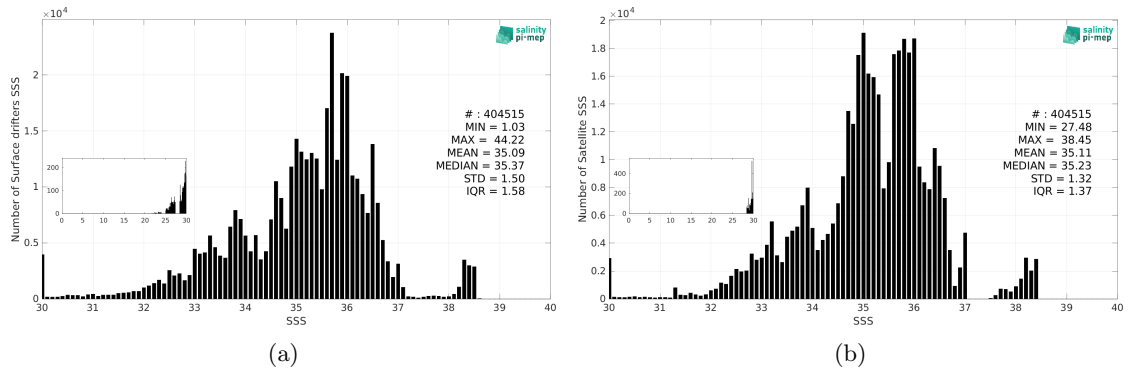 ×10⁴
salinity
pi-mep
Number of Surface drifters SSS
2
1.5
1
0.5
0
# : 404515
MIN = 1.03
MAX = 44.22
MEAN = 35.09
MEDIAN = 35.37
STD = 1.50
IQR = 1.58
200
100
0
0 5 10 15 20 25 30
30 31 32 33 34 35 36 37 38 39 40
SSS
(a)
×10⁴
salinity
pi-mep
Number of Satellite SSS
2
1.8
1.6
1.4
1.2
1
0.8
0.6
0.4
0.2
0
# : 404515
MIN = 27.48
MAX = 38.45
MEAN = 35.11
MEDIAN = 35.23
STD = 1.32
IQR = 1.37
400
200
0
0 5 10 15 20 25 30
30 31 32 33 34 35 36 37 38 39 40
SSS
(b)